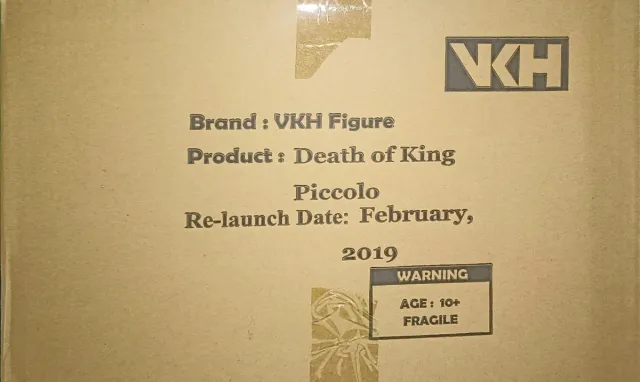 VKH
Brand : VKH Figure
Product : Death of King
Piccolo
Re-launch Date: February,
2019
WARNING
AGE : 10+
FRAGILE